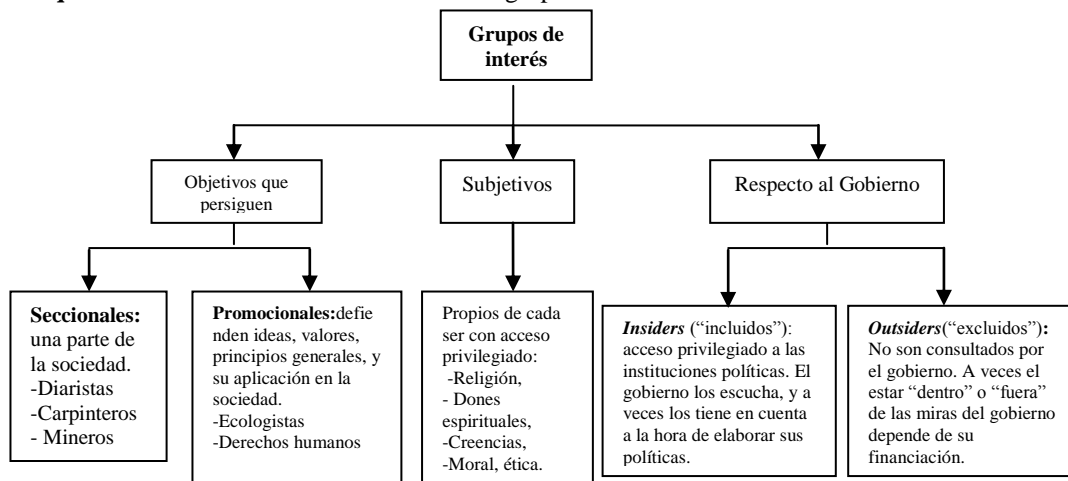 Grupos de
interés
Objetivos que
persiguen
Subjetivos
Respecto al Gobierno
Seccionales:
una parte de
la sociedad.
-Diaristas
-Carpinteros
- Mineros
Promocionales:defie
nden ideas, valores,
principios generales, y
su aplicación en la
sociedad.
-Ecologistas
-Derechos humanos
Propios de cada
ser con acceso
privilegiado:
-Religión,
- Dones
espirituales,
-Creencias,
-Moral, ética.
Insiders (“incluidos”):
acceso privilegiado a las
instituciones políticas. El
gobierno los escucha, y a
veces los tiene en cuenta
a la hora de elaborar sus
políticas.
Outsiders(“excluidos”):
No son consultados por
el gobierno. A veces el
estar “dentro” o “fuera”
de las miras del gobierno
depende de su
financiación.